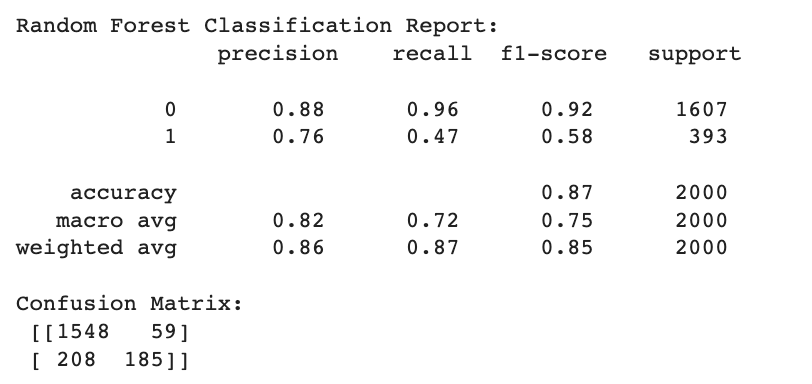 Random Forest Classification Report:
precision recall f1-score support
0 0.88 0.96 0.92 1607
1 0.76 0.47 0.58 393
accuracy 0.87 2000
macro avg 0.82 0.72 0.75 2000
weighted avg 0.86 0.87 0.85 2000
Confusion Matrix:
[[1548 59]
[ 208 185]]